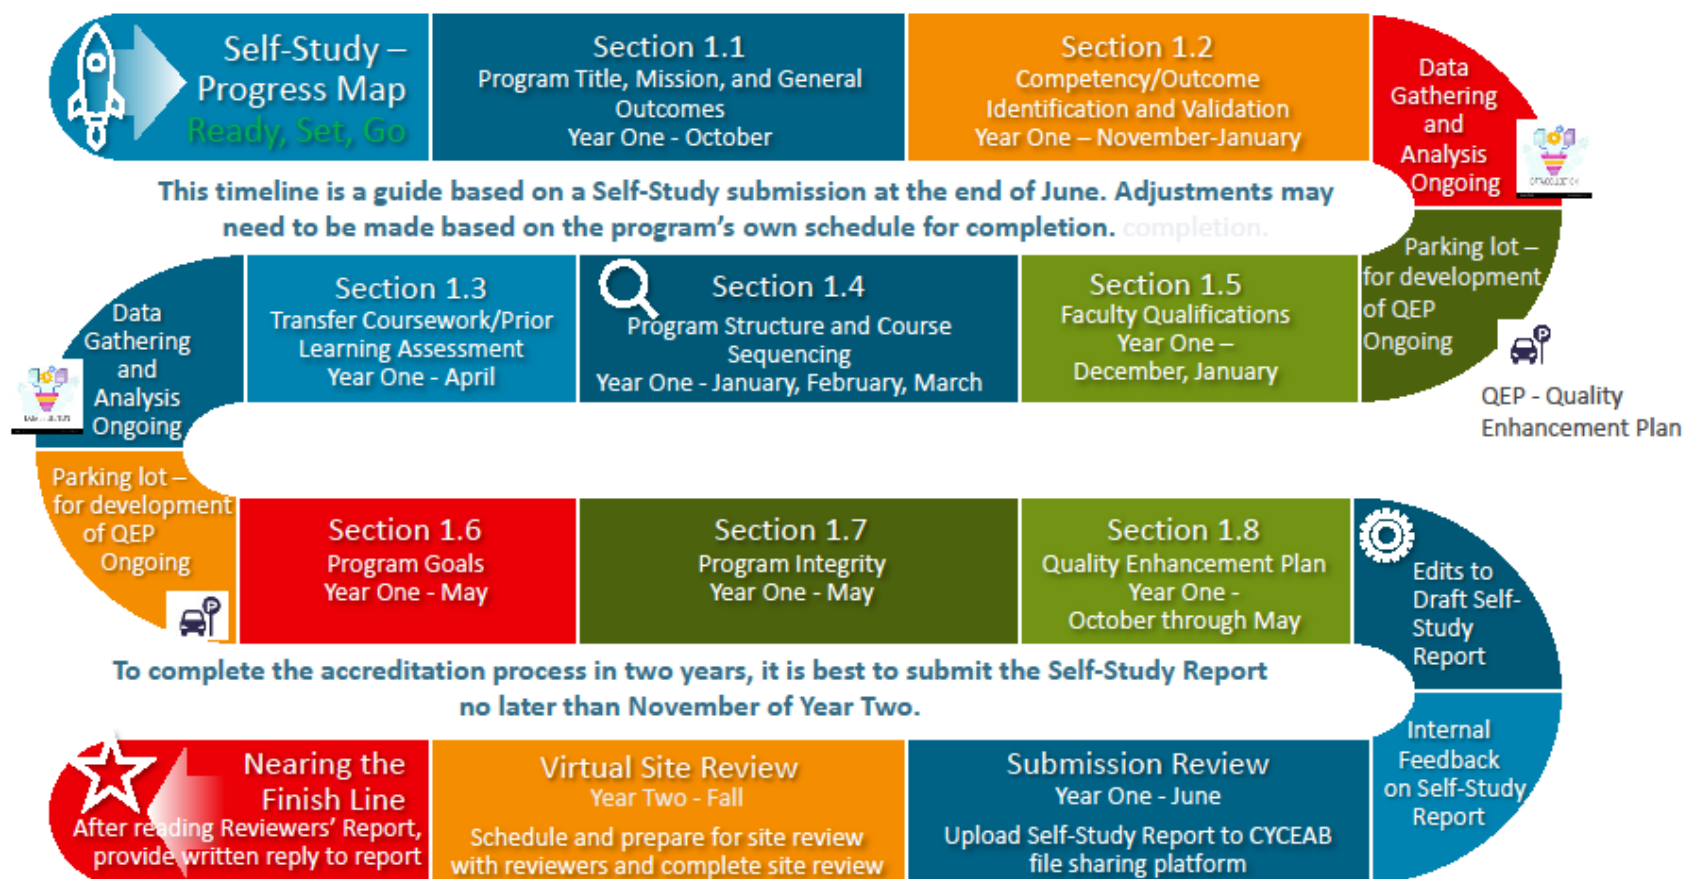 Self-Study –
Progress Map
Ready, Set, Go
Section 1.1
Program Title, Mission, and General
Outcomes
Year One - October
Section 1.2
Competency/Outcome
Identification and Validation
Year One – November-January
Data
Gathering
and
Analysis
Ongoing
This timeline is a guide based on a Self-Study submission at the end of June. Adjustments may
need to be made based on the program's own schedule for completion. completion.
Parking lot –
for development
of QEP
Ongoing
QEP - Quality
Enhancement Plan
Section 1.5
Faculty Qualifications
Year One –
December, January
Section 1.4
Program Structure and Course
Sequencing
Year One - January, February, March
Section 1.3
Transfer Coursework/Prior
Learning Assessment
Year One - April
Data
Gathering
and
Analysis
Ongoing
Parking lot –
for development
of QEP
Ongoing
Section 1.6
Program Goals
Year One - May
Section 1.7
Program Integrity
Year One - May
Section 1.8
Quality Enhancement Plan
Year One -
October through May
Edits to
Draft Self-
Study
Report
To complete the accreditation process in two years, it is best to submit the Self-Study Report
no later than November of Year Two.
Internal
Feedback
on Self-Study
Report
Submission Review
Year One - June
Upload Self-Study Report to CYCEAB
file sharing platform
Virtual Site Review
Year Two - Fall
Schedule and prepare for site review
with reviewers and complete site review
Nearing the
Finish Line
After reading Reviewers' Report,
provide written reply to report